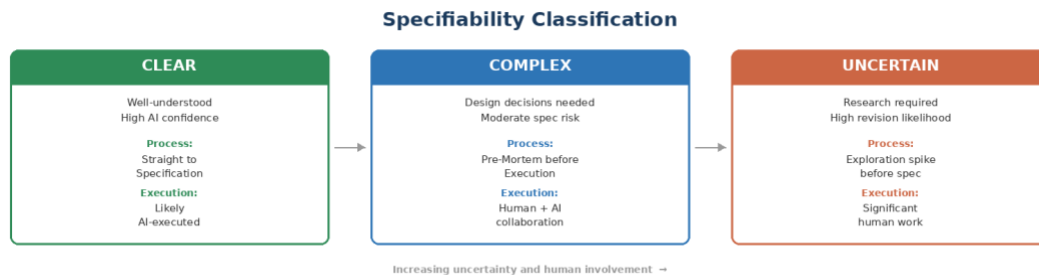 Specifiability Classification
CLEAR
Well-understood
High AI confidence
Process:
Straight to
Specification
Execution:
Likely
AI-executed
COMPLEX
Design decisions needed
Moderate spec risk
Process:
Pre-Mortem before
Execution
Execution:
Human + AI
collaboration
UNCERTAIN
Research required
High revision likelihood
Process:
Exploration spike
before spec
Execution:
Significant
human work
Increasing uncertainty and human involvement →